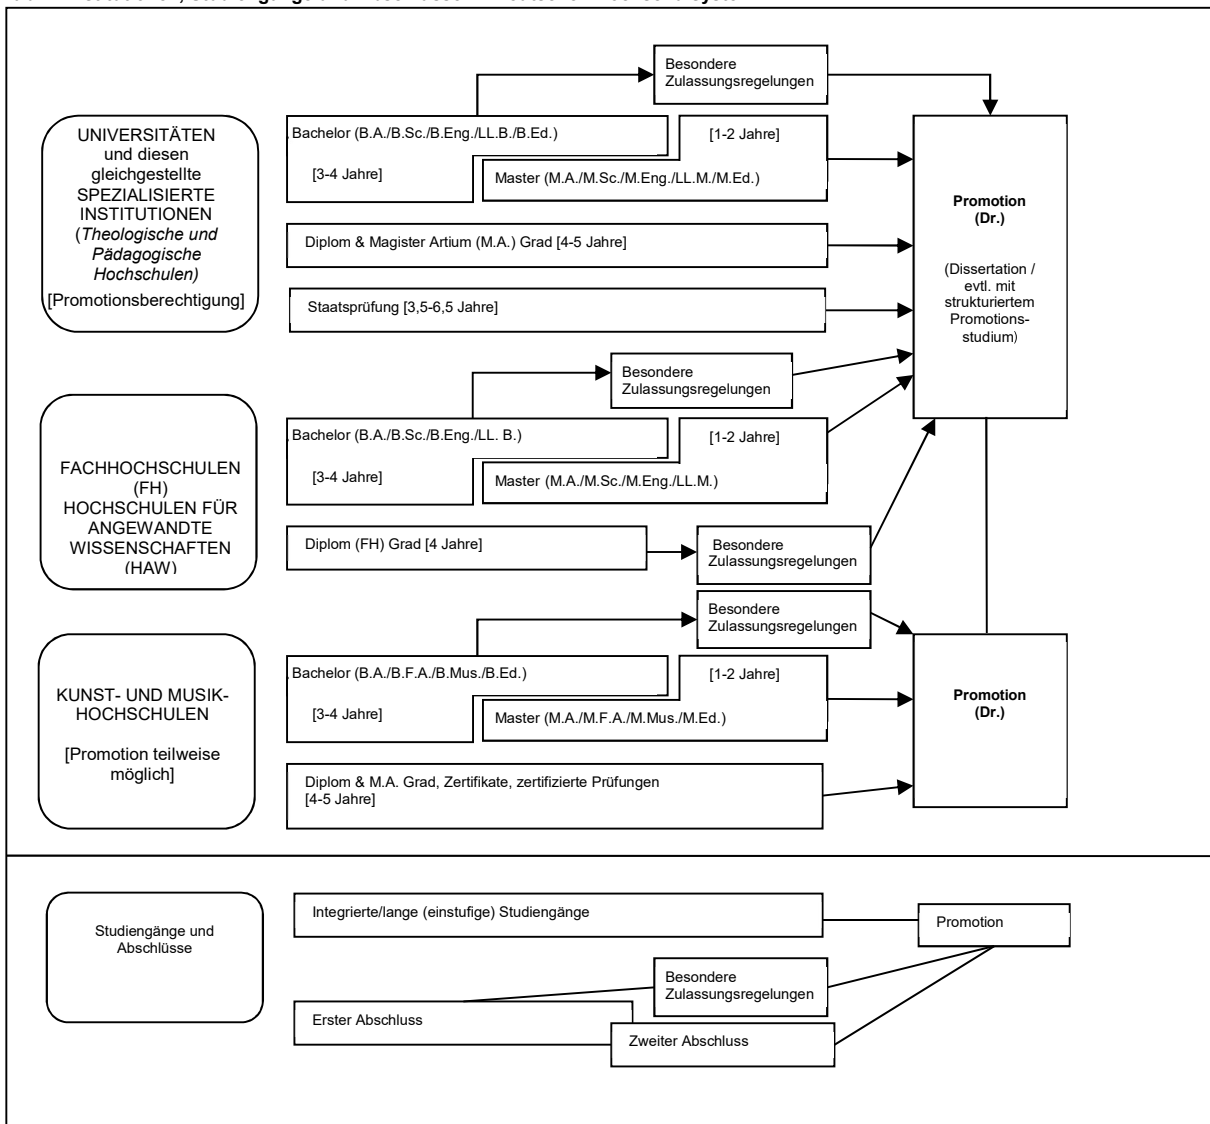 Besondere
Zulassungsregelungen
UNIVERSITÄTEN
und diesen
gleichgestellte
SPEZIALISIERTE
INSTITUTIONEN
(Theologische und
Pädagogische
Hochschulen)
[Promotionsberechtigung]
Bachelor (B.A./B.Sc./B.Eng./LL.B./B.Ed.)
[1-2 Jahre]
[3-4 Jahre]
Master (M.A./M.Sc./M.Eng./LL.M./M.Ed.)
Diplom & Magister Artium (M.A.) Grad [4-5 Jahre]
Staatsprüfung [3,5-6,5 Jahre]
Promotion
(Dr.)
(Dissertation /
evtl. mit
strukturiertem
Promotions-
studium)
Besondere
Zulassungsregelungen
FACHHOCHSCHULEN
(FH)
HOCHSCHULEN FÜR
ANGEWANDTE
WISSENSCHAFTEN
(HAW)
Bachelor (B.A./B.Sc./B.Eng./LL. B.)
[1-2 Jahre]
[3-4 Jahre]
Master (M.A./M.Sc./M.Eng./LL.M.)
Diplom (FH) Grad [4 Jahre]
Besondere
Zulassungsregelungen
Besondere
Zulassungsregelungen
KUNST- UND MUSIK-
HOCHSCHULEN
[Promotion teilweise
möglich]
Bachelor (B.A./B.F.A./B.Mus./B.Ed.)
[1-2 Jahre]
[3-4 Jahre]
Master (M.A./M.F.A./M.Mus./M.Ed.)
Diplom & M.A. Grad, Zertifikate, zertifizierte Prüfungen
[4-5 Jahre]
Promotion
(Dr.)
Studiengänge und
Abschlüsse
Integrierte/lange (einstufige) Studiengänge
Promotion
Besondere
Zulassungsregelungen
Erster Abschluss
Zweiter Abschluss